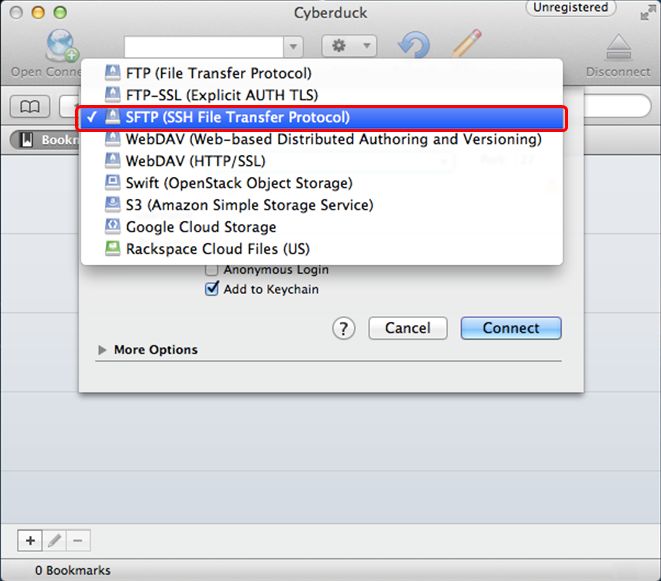 Cyberduck
Unregistered
Open Conne
Disconnect
FTP (File Transfer Protocol)
FTP-SSL (Explicit AUTH TLS)
✓ SFTP (SSH File Transfer Protocol)
WebDAV (Web-based Distributed Authoring and Versioning)
WebDAV (HTTP/SSL)
Swift (OpenStack Object Storage)
S3 (Amazon Simple Storage Service)
Google Cloud Storage
Rackspace Cloud Files (US)
Bookm
Anonymous Login
Add to Keychain
? Cancel Connect
More Options
+ −
0 Bookmarks